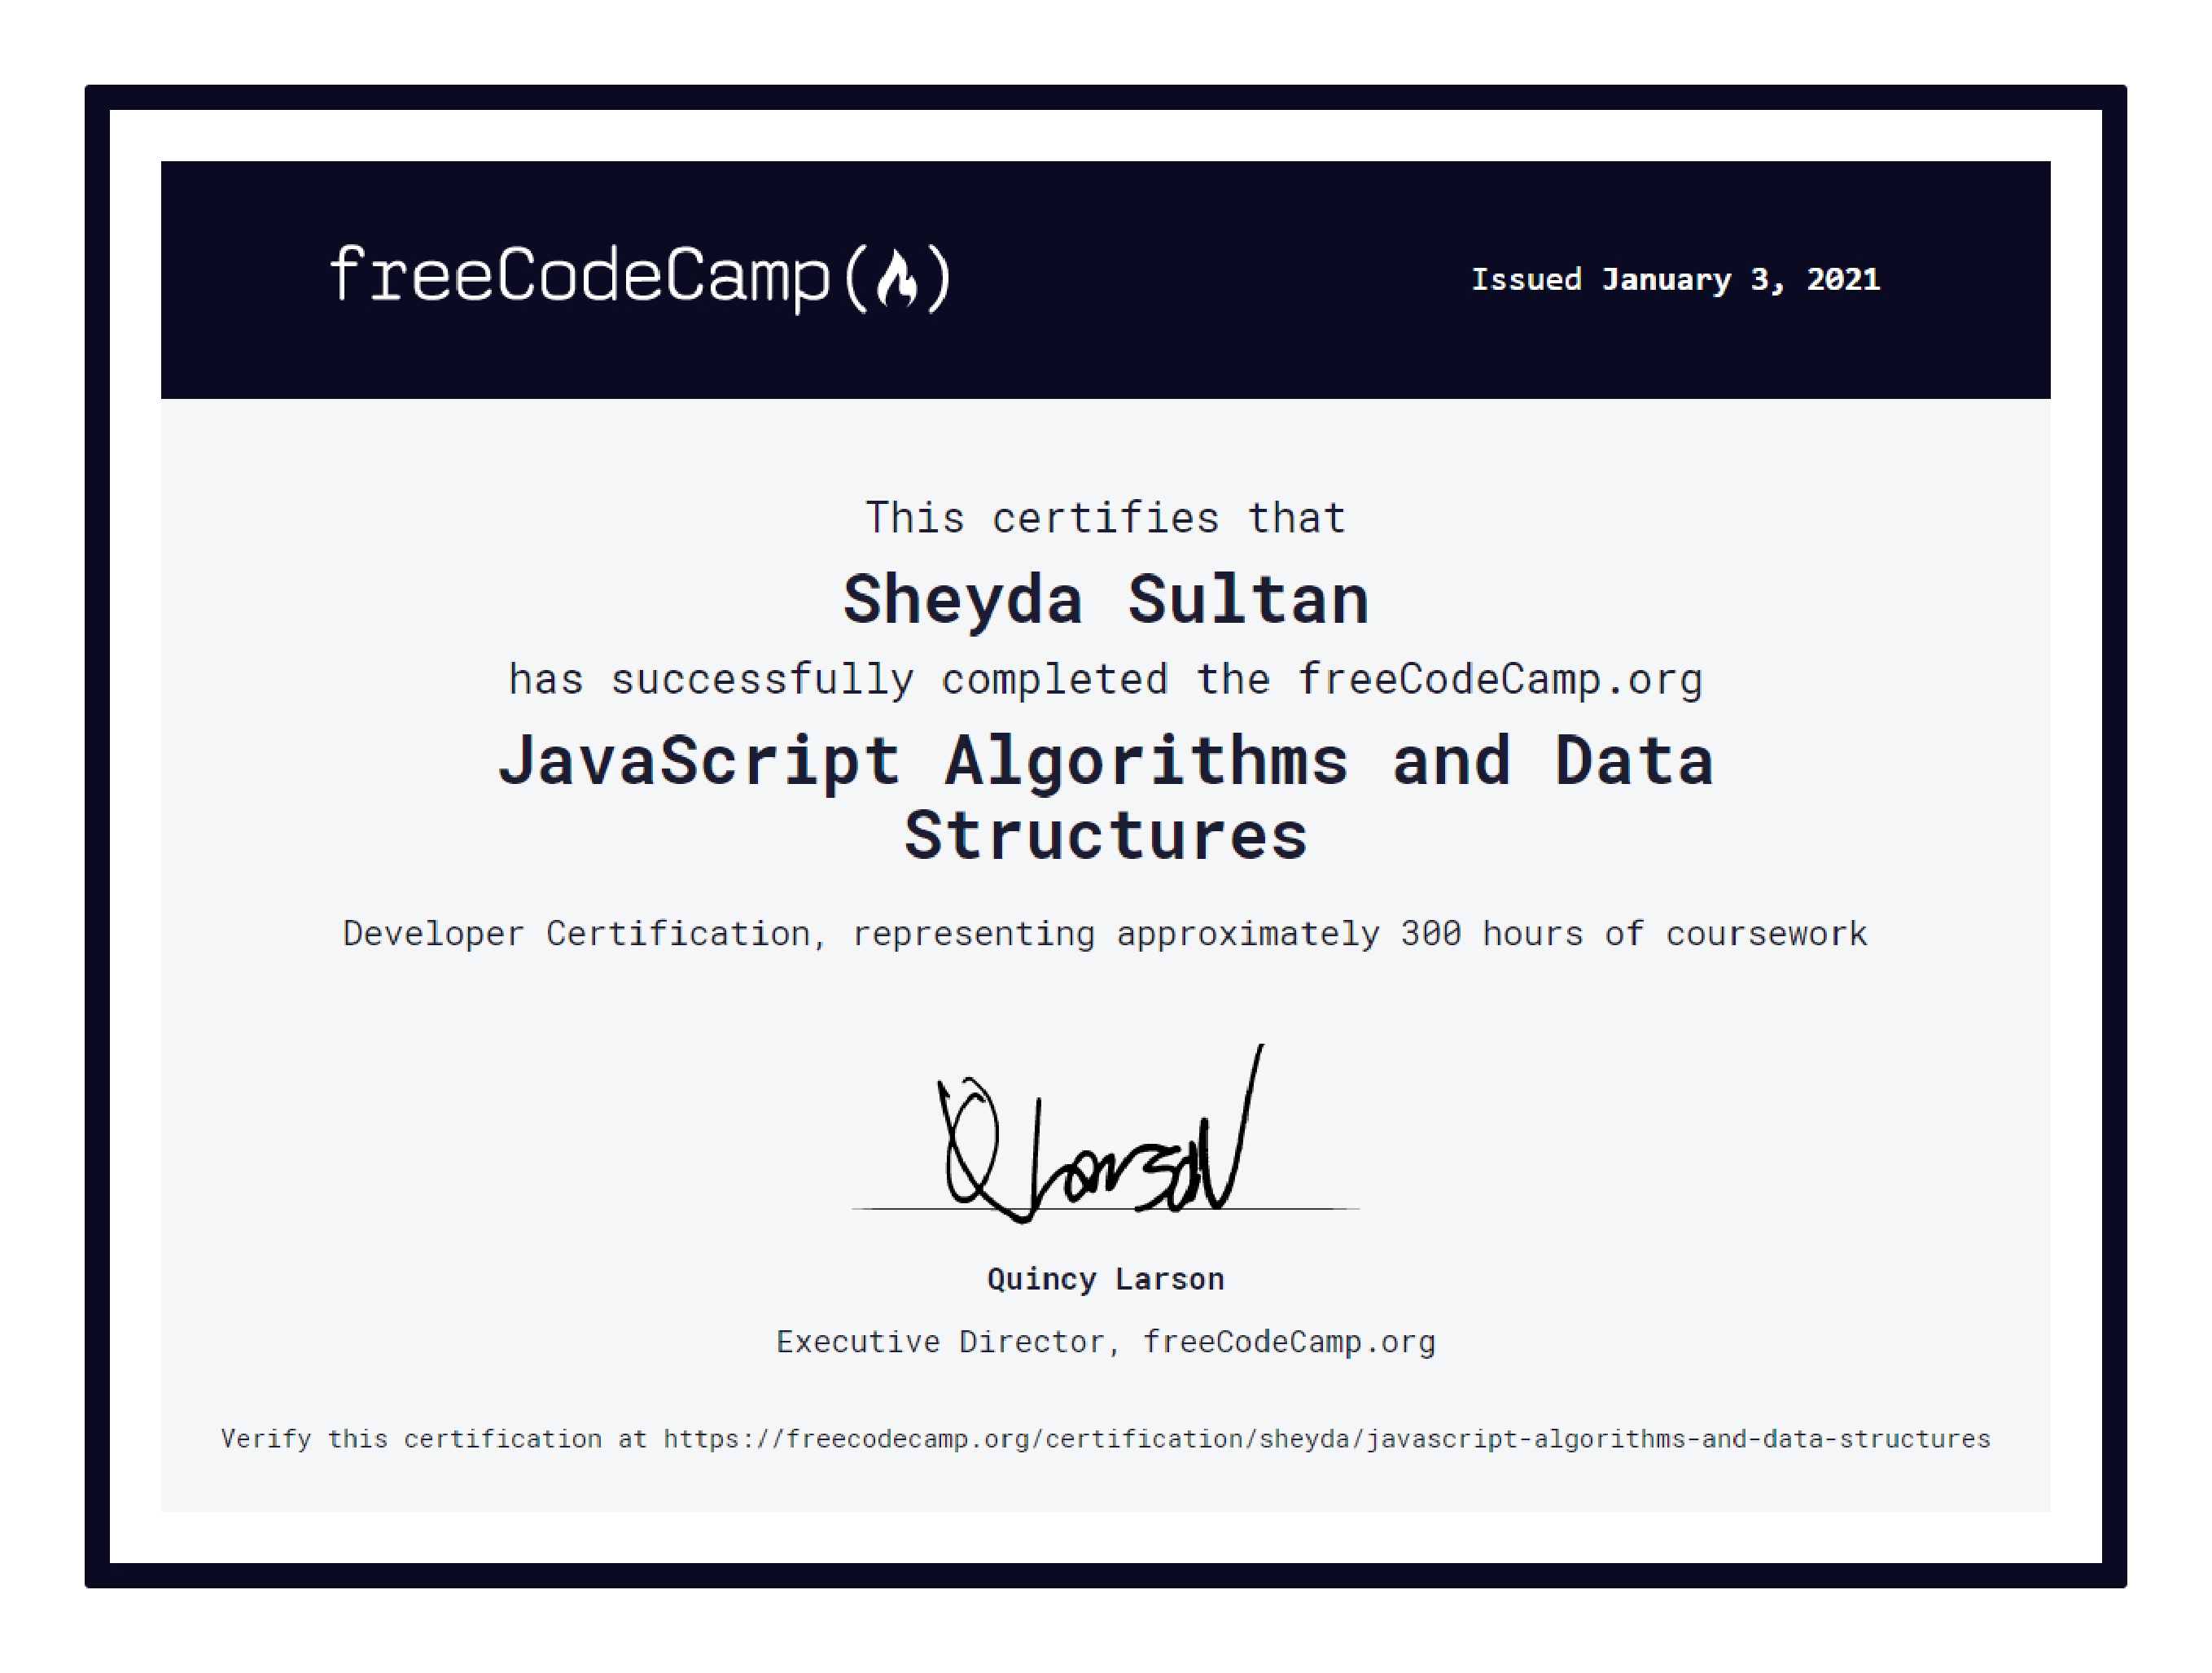 freeCodeCamp(🔥)
Issued January 3, 2021
This certifies that
Sheyda Sultan
has successfully completed the freeCodeCamp.org
JavaScript Algorithms and Data
Structures
Developer Certification, representing approximately 300 hours of coursework
Q Larson
Quincy Larson
Executive Director, freeCodeCamp.org
Verify this certification at https://freecodecamp.org/certification/sheyda/javascript-algorithms-and-data-structures